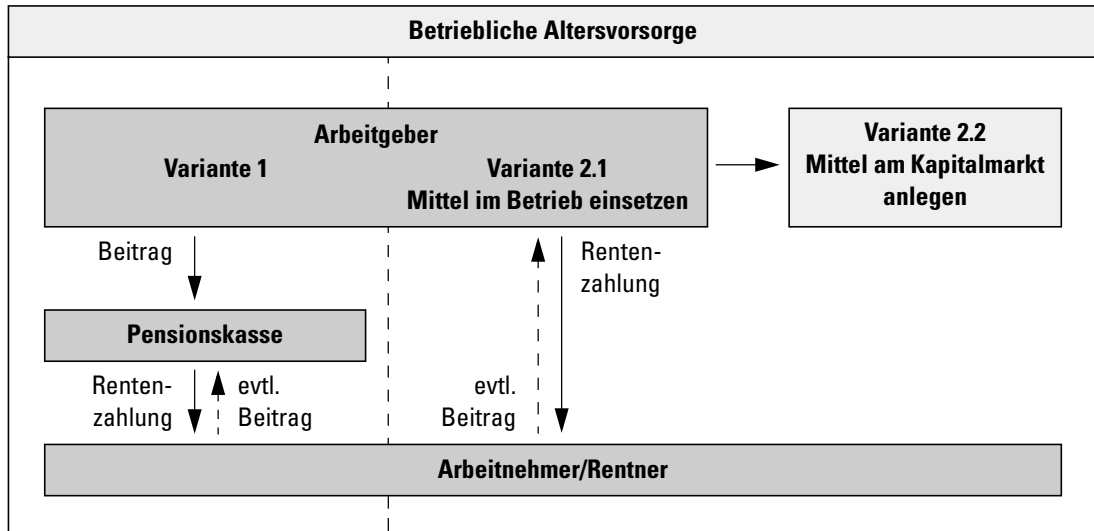 Betriebliche Altersvorsorge
Arbeitgeber
Variante 1
Variante 2.1
Mittel im Betrieb einsetzen
Variante 2.2
Mittel am Kapitalmarkt
anlegen
Beitrag
Renten-
zahlung
Pensionskasse
Renten-
zahlung
evtl.
Beitrag
evtl.
Beitrag
Arbeitnehmer/Rentner